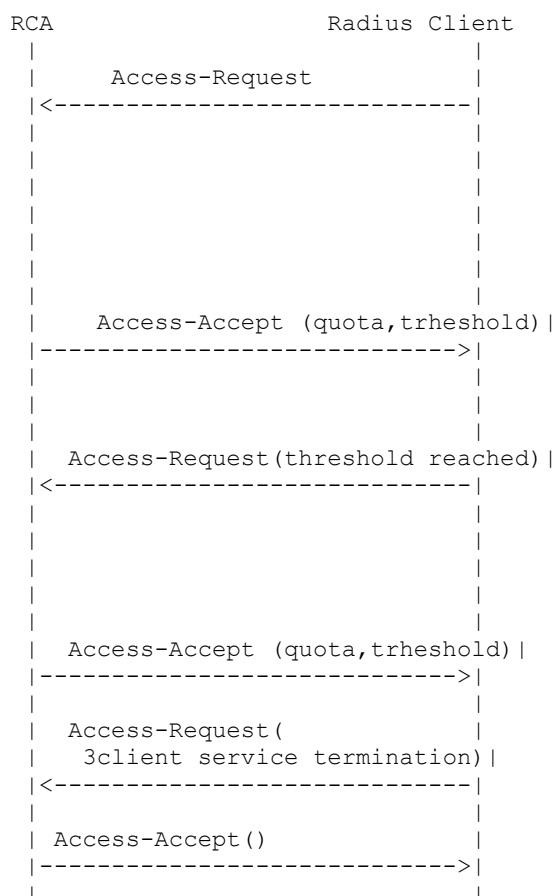 RCA Radius Client
Access-Request
Access-Accept (quota,trheshold)
Access-Request(threshold reached)
Access-Accept (quota,trheshold)
Access-Request(
3client service termination)
Access-Accept()